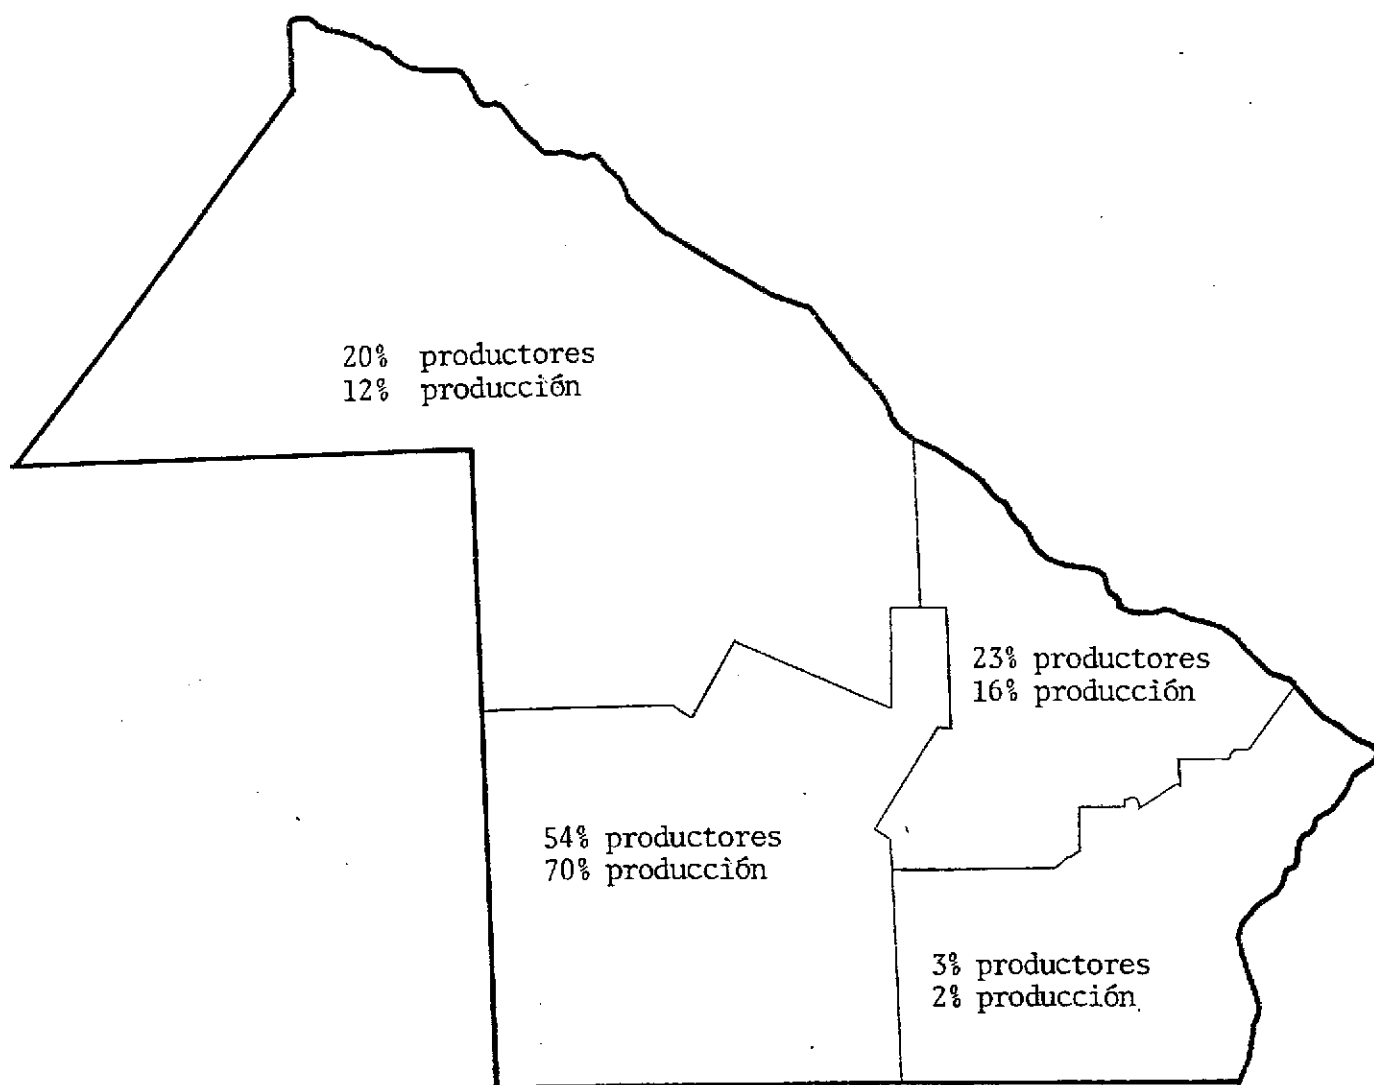 20% productores
12% producción
23% productores
16% producción
54% productores
70% producción
3% productores
2% producción